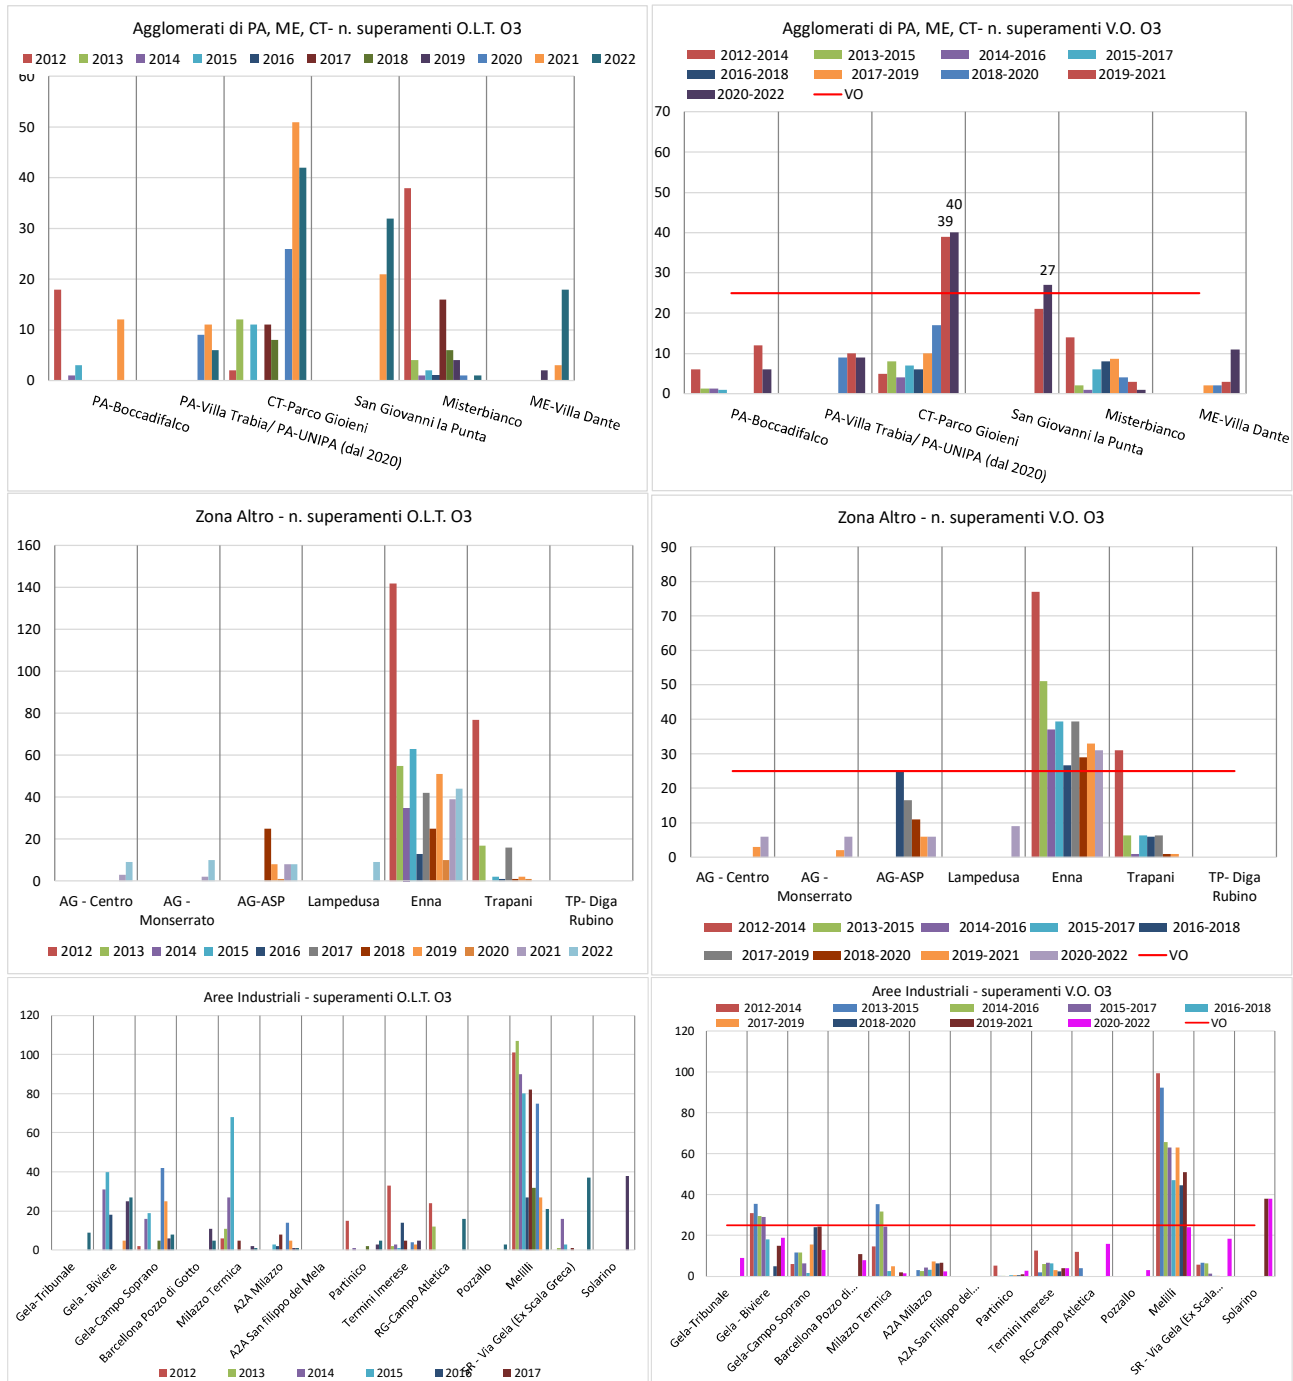 Agglomerati di PA, ME, CT- n. superamenti O.L.T. O3
2012 2013 2014 2015 2016 2017 2018 2019 2020 2021 2022
60
50
40
30
20
10
0
PA-Boccadifalco
PA-Villa Trabia/ PA-UNIPA (dal 2020)
CT-Parco Gioieni
San Giovanni la Punta
Misterbianco
ME-Villa Dante
Agglomerati di PA, ME, CT- n. superamenti V.O. O3
2012-2014 2013-2015 2014-2016 2015-2017
2016-2018 2017-2019 2018-2020 2019-2021
2020-2022 VO
70
60
50
40
30
20
10
0
39
40
27
PA-Boccadifalco
PA-Villa Trabia/ PA-UNIPA (dal 2020)
CT-Parco Gioieni
San Giovanni la Punta
Misterbianco
ME-Villa Dante
Zona Altro - n. superamenti O.L.T. O3
160
140
120
100
80
60
40
20
0
AG - Centro
AG - Monserrato
AG-ASP
Lampedusa
Enna
Trapani
TP- Diga Rubino
2012 2013 2014 2015 2016 2017 2018 2019 2020 2021 2022
Zona Altro - n. superamenti V.O. O3
90
80
70
60
50
40
30
20
10
0
AG - Centro
AG - Monserrato
AG-ASP
Lampedusa
Enna
Trapani
TP- Diga Rubino
2012-2014 2013-2015 2014-2016 2015-2017 2016-2018
2017-2019 2018-2020 2019-2021 2020-2022 VO
Aree Industriali - superamenti O.L.T. O3
120
100
80
60
40
20
0
Gela-Tribunale
Gela - Biviere
Gela-Campo Soprano
Barcellona Pozzo di Gotto
Milazzo Termica
A2A Milazzo
A2A San filippo del Mela
Partinico
Termini Imerese
RG-Campo Atletica
Pozzallo
Melilli
SR - Via Gela (Ex Scala Greca)
Solarino
2012 2013 2014 2015 2016 2017
Aree Industriali - superamenti V.O. O3
2012-2014 2013-2015 2014-2016 2015-2017 2016-2018
2017-2019 2018-2020 2019-2021 2020-2022 VO
120
100
80
60
40
20
0
Gela-Tribunale
Gela - Biviere
Gela-Campo Soprano
Barcellona Pozzo di...
Milazzo Termica
A2A Milazzo
A2A San Filippo del...
Partinico
Termini Imerese
RG-Campo Atletica
Pozzallo
Melilli
SR - Via Gela (Ex Scala...
Solarino